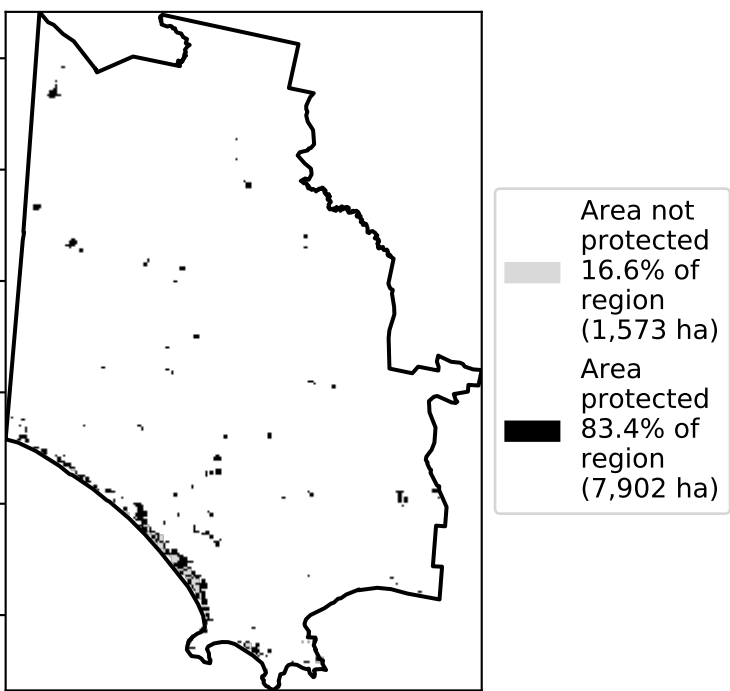 Area not
protected
16.6% of
region
(1,573 ha)
Area
protected
83.4% of
region
(7,902 ha)